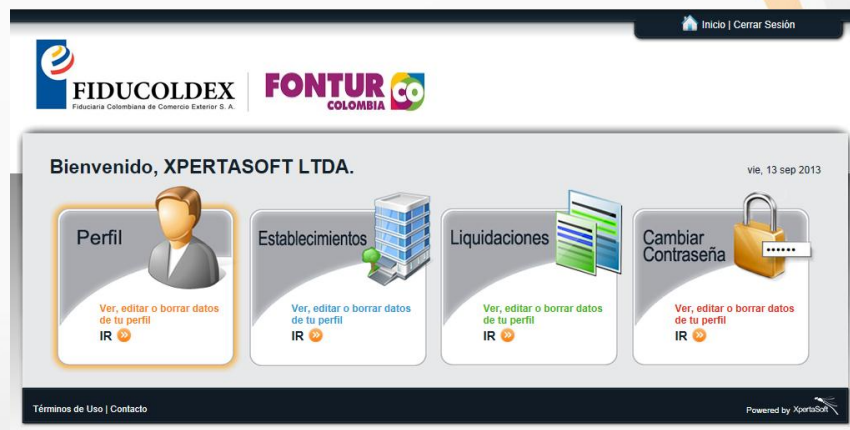 Inicio | Cerrar Sesión
FIDUCOLDEX
Fiduciaria Colombiana de Comercio Exterior S. A.
FONTUR CO
COLOMBIA
Bienvenido, XPERTASOFT LTDA.
vie, 13 sep 2013
Perfil
Ver, editar o borrar datos
de tu perfil
IR
Establecimientos
Ver, editar o borrar datos
de tu perfil
IR
Liquidaciones
Ver, editar o borrar datos
de tu perfil
IR
Cambiar
Contraseña
Ver, editar o borrar datos
de tu perfil
IR
Términos de Uso | Contacto
Powered by XpertaSoft